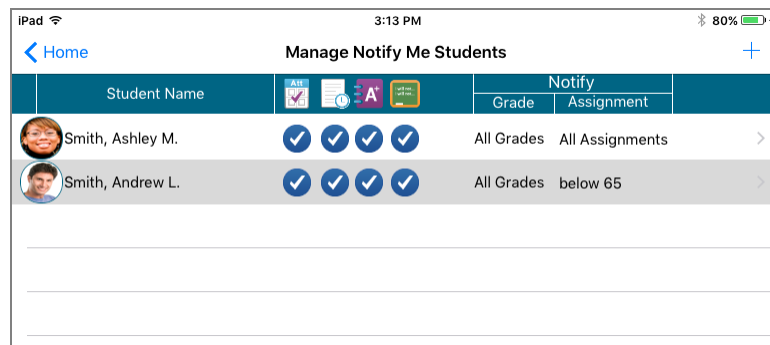 iPad 3:13 PM 80%
Home Manage Notify Me Students +
Student Name Att A+ Notify
Grade Assignment
Smith, Ashley M. All Grades All Assignments
Smith, Andrew L. All Grades below 65